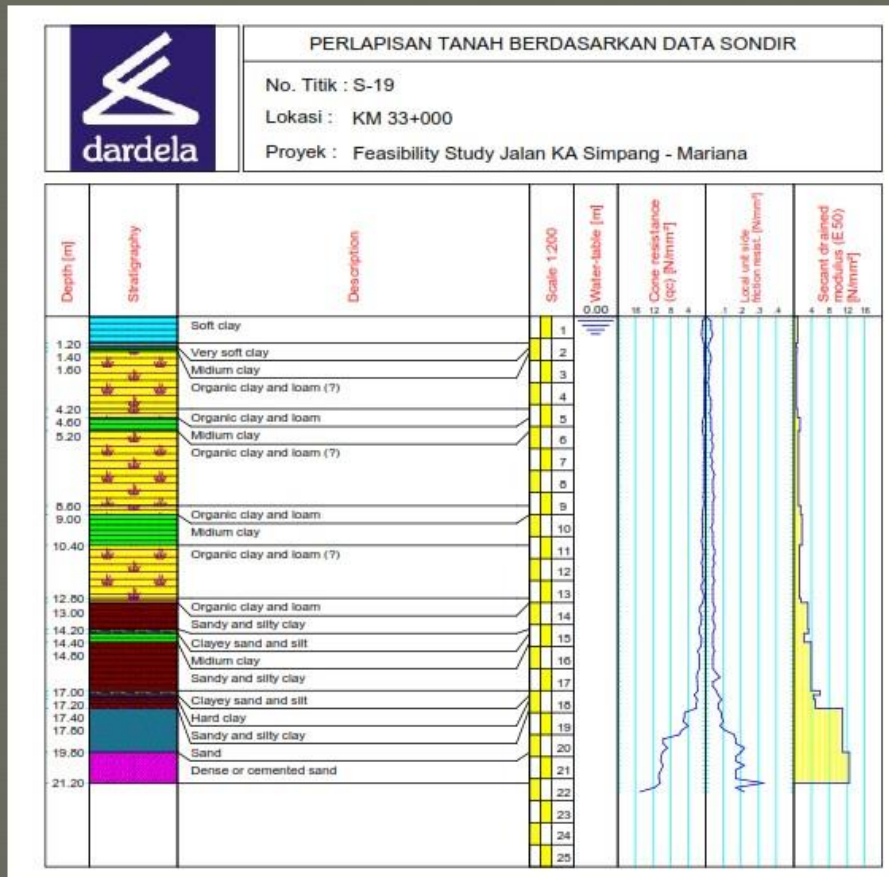 dardela
PERLAPISAN TANAH BERDASARKAN DATA SONDIR
No. Titik : S-19
Lokasi : KM 33+000
Proyek : Feasibility Study Jalan KA Simpang - Mariana
Depth [m]
Stratigraphy
Description
Scale 1:200
Water-table [m]
Cone resistance (qc) [N/mm²]
Local unit side friction resist. [N/mm²]
Secant drained modulus (E50) [N/mm²]
0.00
16 12 8 4
.1 .2 .3 .4
4 8 12 16
Soft clay
1.20
Very soft clay
1.40
Midium clay
1.60
Organic clay and loam (?)
4.20
Organic clay and loam
4.60
Midium clay
5.20
Organic clay and loam (?)
8.60
Organic clay and loam
9.00
Midium clay
10.40
Organic clay and loam (?)
12.80
Organic clay and loam
13.00
Sandy and silty clay
14.20
Clayey sand and silt
14.40
Midium clay
14.80
Sandy and silty clay
17.00
Clayey sand and silt
17.20
Hard clay
17.40
Sandy and silty clay
17.80
Sand
19.80
Dense or cemented sand
21.20
1
2
3
4
5
6
7
8
9
10
11
12
13
14
15
16
17
18
19
20
21
22
23
24
25